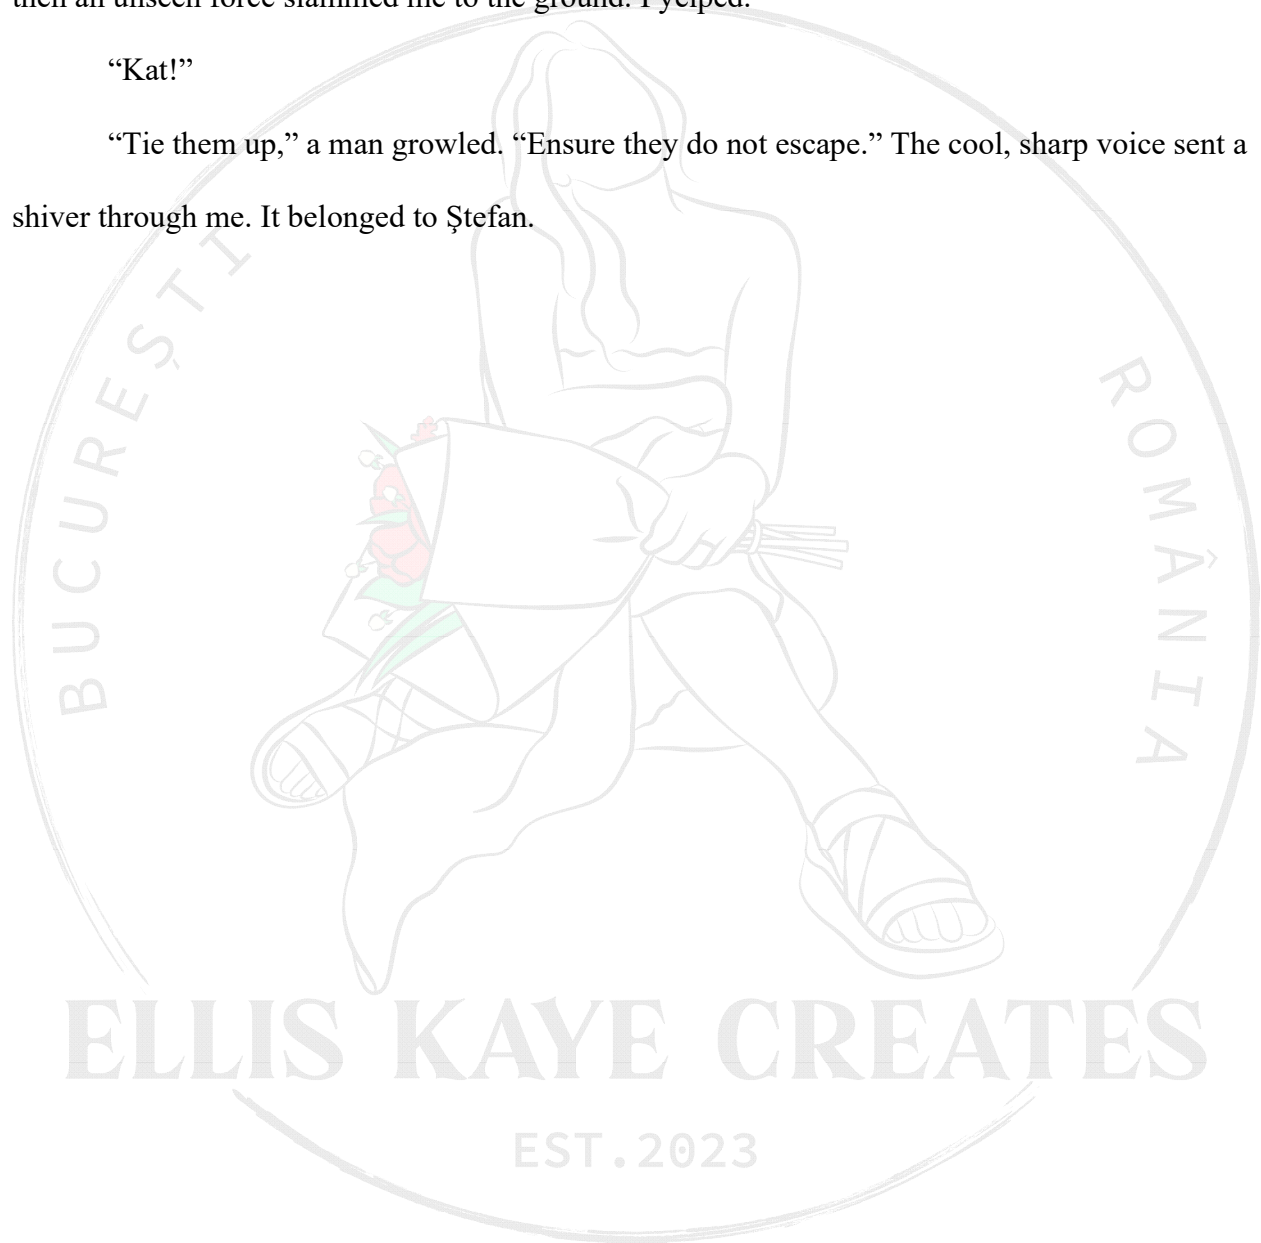 then an unseen force slammed me to the ground. I yelped.
“Kat!”
“Tie them up,” a man growled. “Ensure they do not escape.” The cool, sharp voice sent a
shiver through me. It belonged to Ştefan.
BUCUREȘTI
ROMÂNIA
ELLIS KAYE CREATES
EST.2023